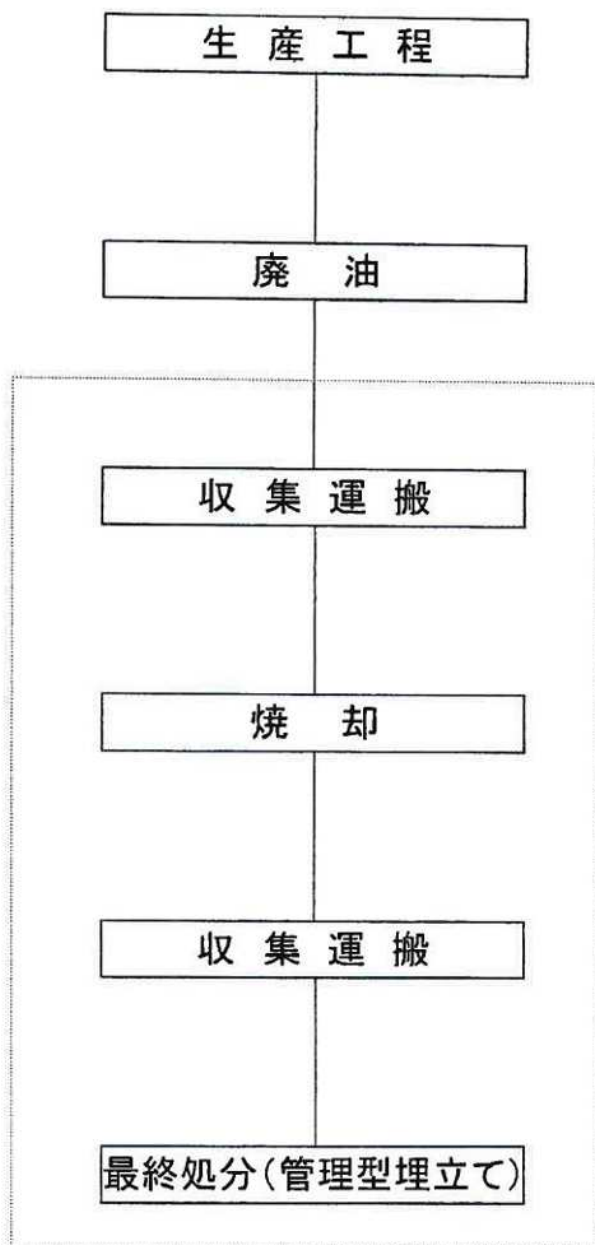 生産工程
廃油
収集運搬
焼却
収集運搬
最終処分(管理型埋立て)